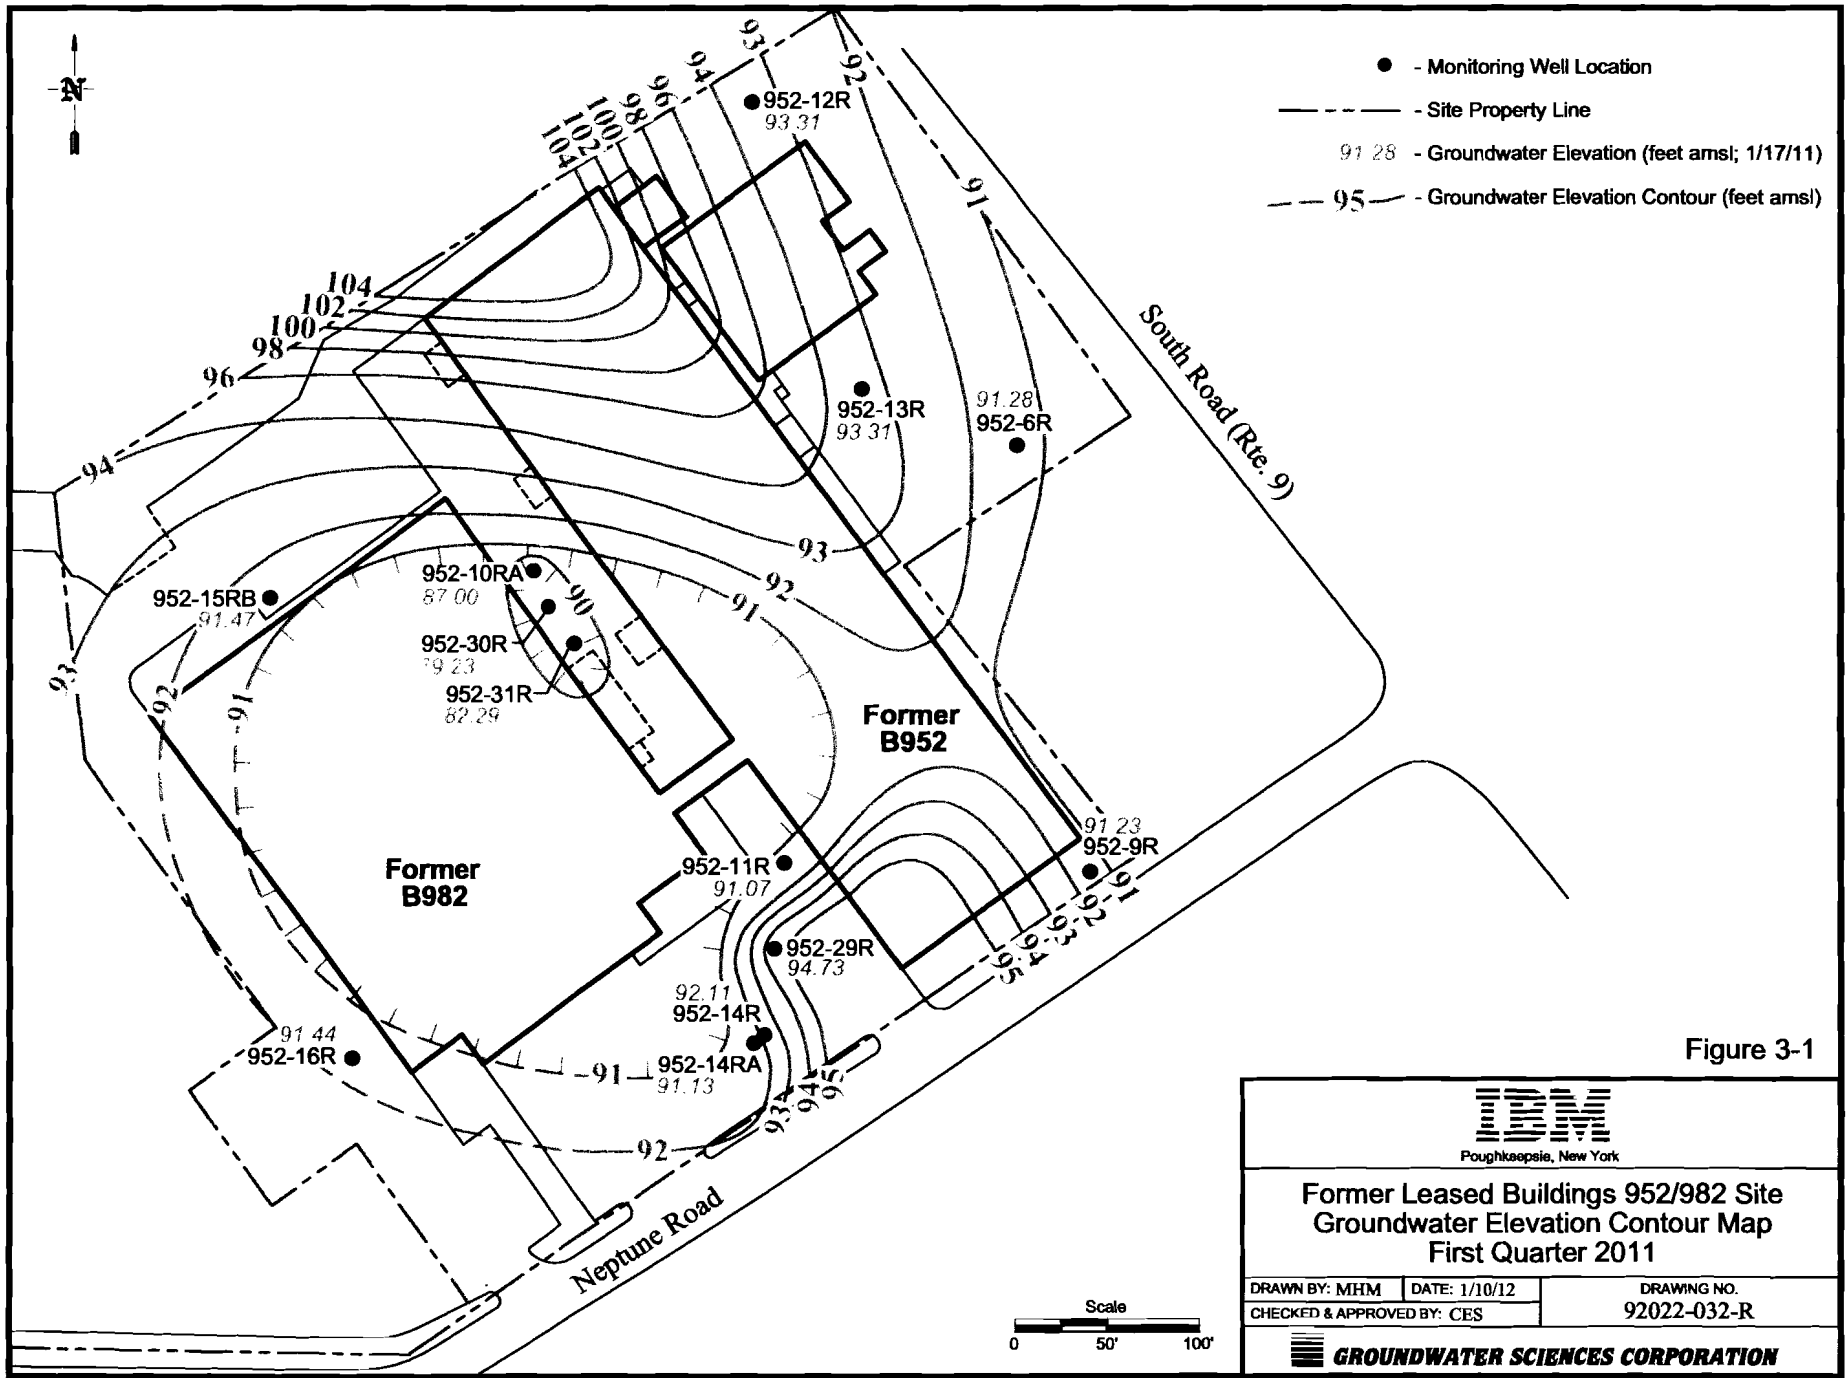 N
- Monitoring Well Location
- Site Property Line
91 28 - Groundwater Elevation (feet amsl; 1/17/11)
95 - Groundwater Elevation Contour (feet amsl)
93
92
94
96
98
100
102
104
952-12R
93 31
91
104
102
100
98
96
94
South Road (Rte. 9)
952-13R
93 31
91.28
952-6R
93
92
91
952-10RA
87 00
90
952-15RB
91.47
952-30R
952-31R
82.29
93
92
91
Former
B952
Former
B982
91 23
952-9R
952-11R
91.07
91
92
93
94
95
952-29R
94.73
92.11
952-14R
952-14RA
91.13
91 44
952-16R
91
92
93
94
95
Neptune Road
Scale
0 50' 100'
Figure 3-1
IBM
Poughkeepsie, New York
Former Leased Buildings 952/982 Site
Groundwater Elevation Contour Map
First Quarter 2011
DRAWN BY: MHM DATE: 1/10/12
CHECKED & APPROVED BY: CES
DRAWING NO.
92022-032-R
GROUNDWATER SCIENCES CORPORATION